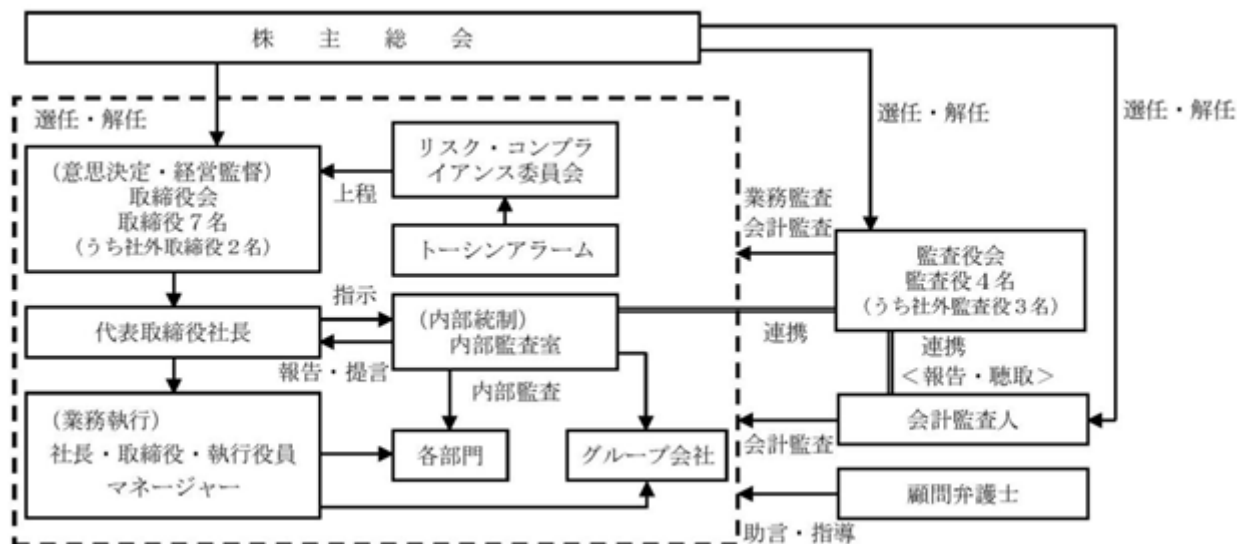 株主総会
選任・解任
選任・解任
選任・解任
(意思決定・経営監督)
取締役会
取締役7名
(うち社外取締役2名)
上程
リスク・コンプラ
イアンス委員会
トーシンアラーム
業務監査
会計監査
監査役会
監査役4名
(うち社外監査役3名)
代表取締役社長
指示
報告・提言
(内部統制)
内部監査室
連携
連携
<報告・聴取>
内部監査
(業務執行)
社長・取締役・執行役員
マネージャー
各部門
グループ会社
会計監査
会計監査人
顧問弁護士
助言・指導